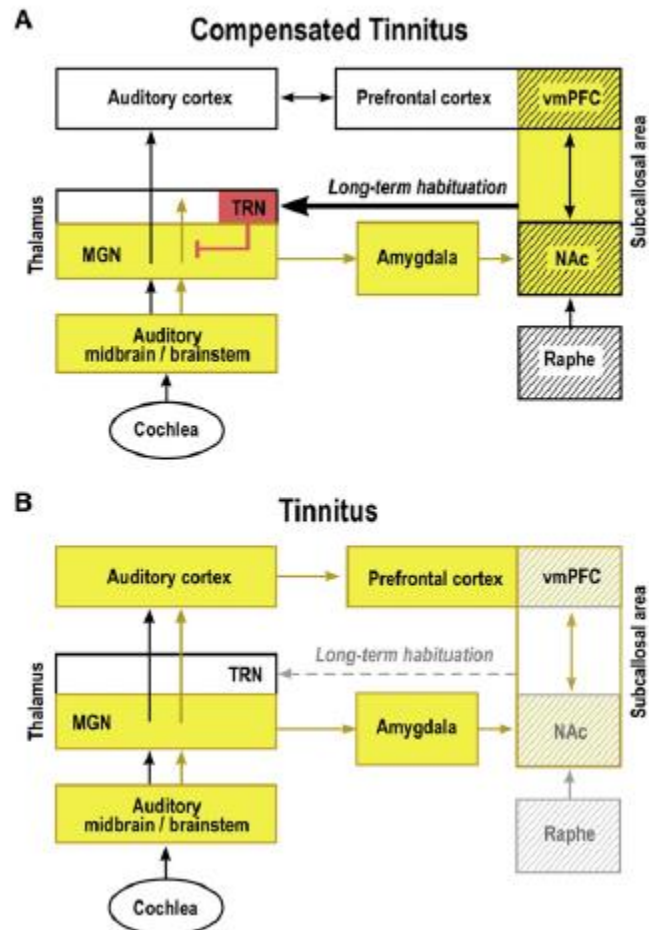 A
Compensated Tinnitus
Auditory cortex
Prefrontal cortex
vmPFC
Long-term habituation
Subcallosal area
Thalamus
TRN
MGN
Amygdala
NAc
Auditory
midbrain / brainstem
Raphe
Cochlea
B
Tinnitus
Auditory cortex
Prefrontal cortex
vmPFC
Long-term habituation
Subcallosal area
Thalamus
TRN
MGN
Amygdala
NAc
Auditory
midbrain / brainstem
Raphe
Cochlea